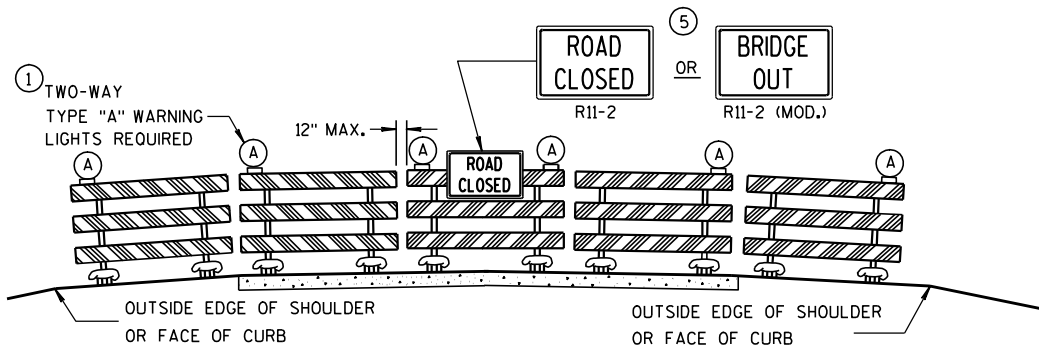 5
ROAD
CLOSED
OR
BRIDGE
OUT
R11-2
R11-2 (MOD.)
1 TWO-WAY
TYPE "A" WARNING
LIGHTS REQUIRED
12" MAX.
A
A
A
A
A
A
ROAD
CLOSED
OUTSIDE EDGE OF SHOULDER
OR FACE OF CURB
OUTSIDE EDGE OF SHOULDER
OR FACE OF CURB